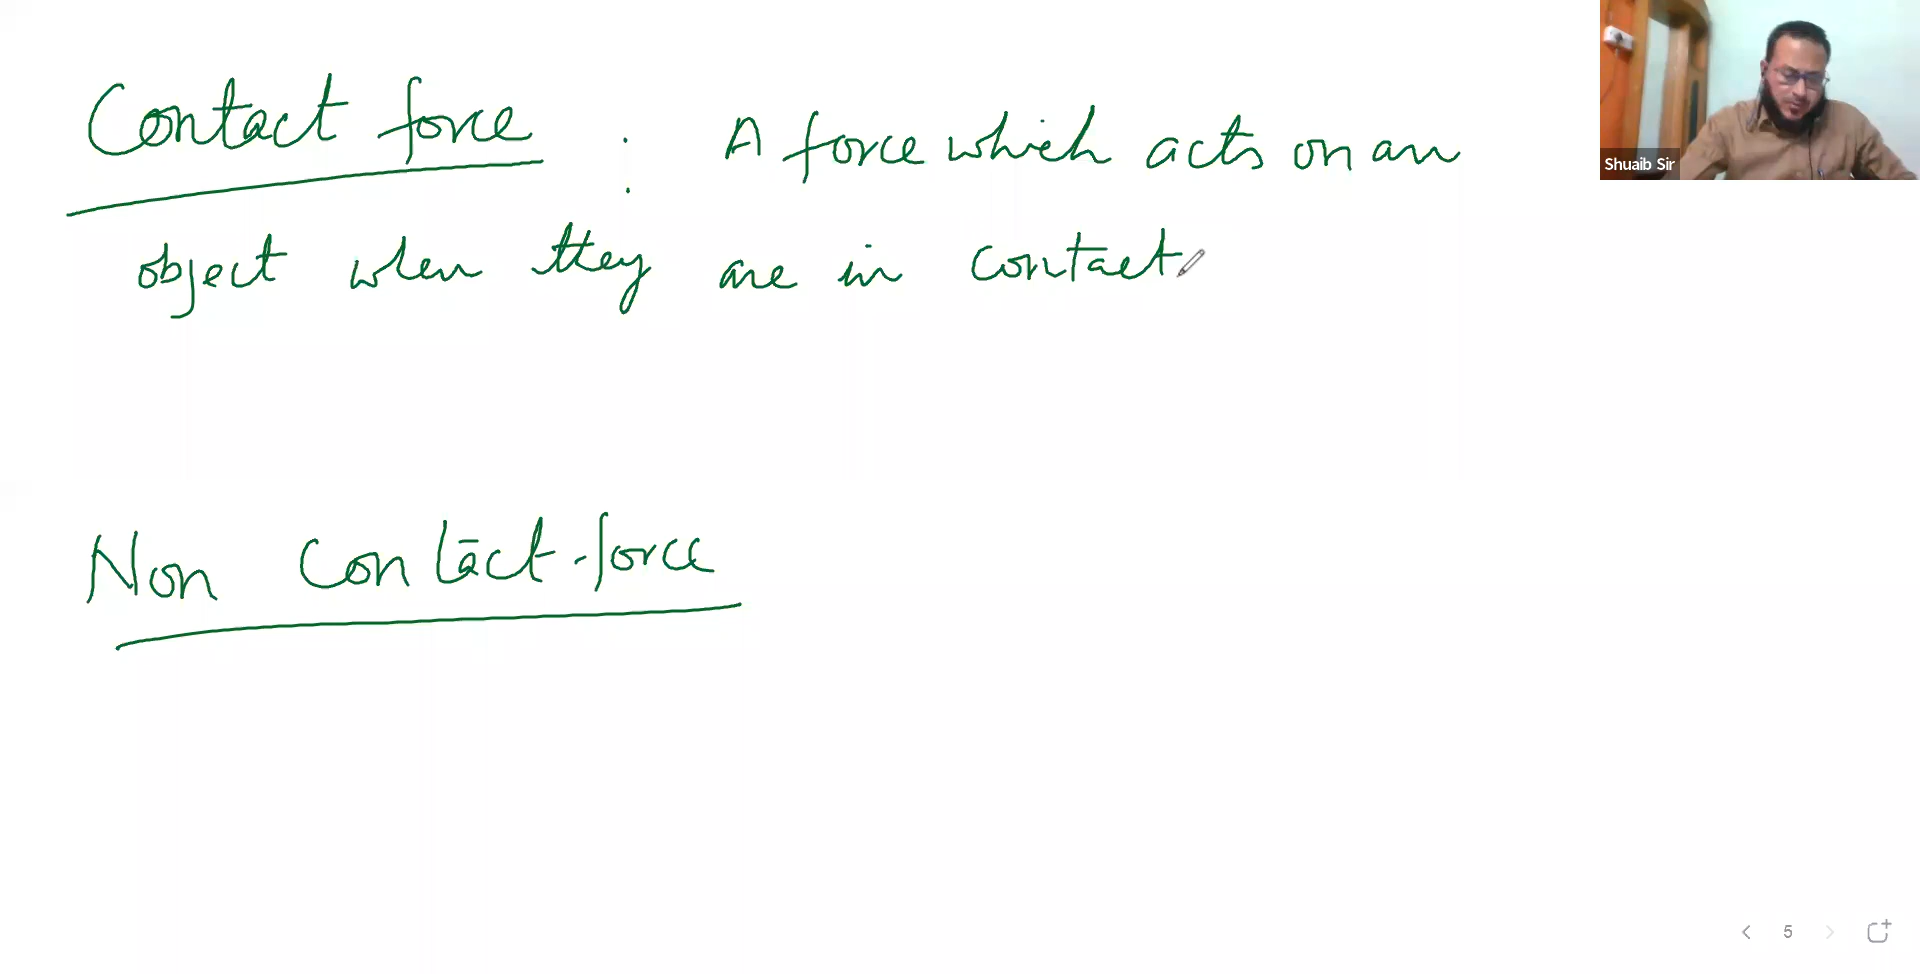 Contact force : A force which acts on an
object when they are in contact
Non Contact force
Shuaib Sir
5